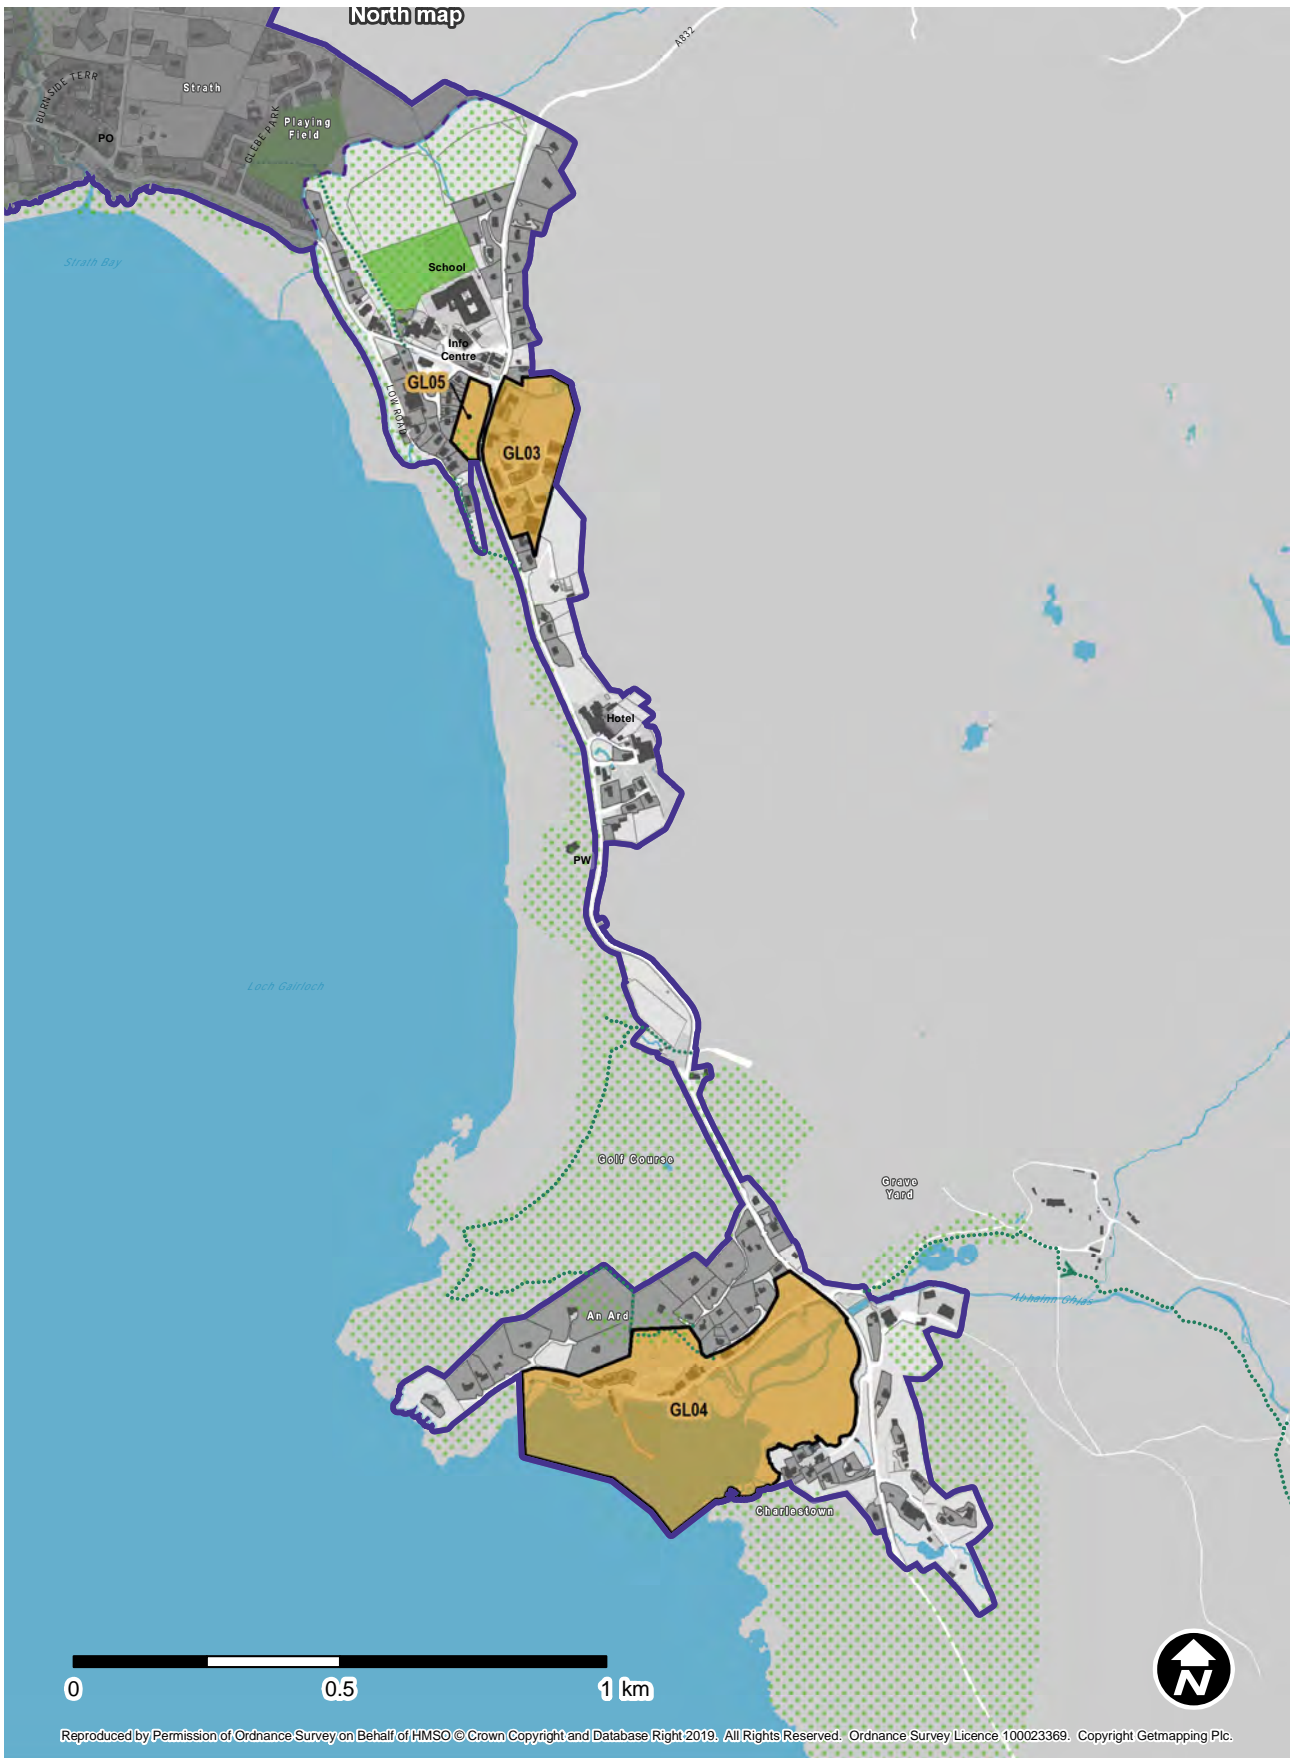 North map
A832
BURNSIDE TERR
Strath
GLEBE PARK
Playing
Field
PO
Strath Bay
School
Info
Centre
GL05
LOW ROAD
GL03
Hotel
PW
Loch Gairloch
Golf Course
Grave
Yard
Abhainn Ghlas
An Ard
GL04
Charlestown
0
0.5
1 km
N
Reproduced by Permission of Ordnance Survey on Behalf of HMSO © Crown Copyright and Database Right 2019. All Rights Reserved. Ordnance Survey Licence 100023369. Copyright Getmapping Plc.